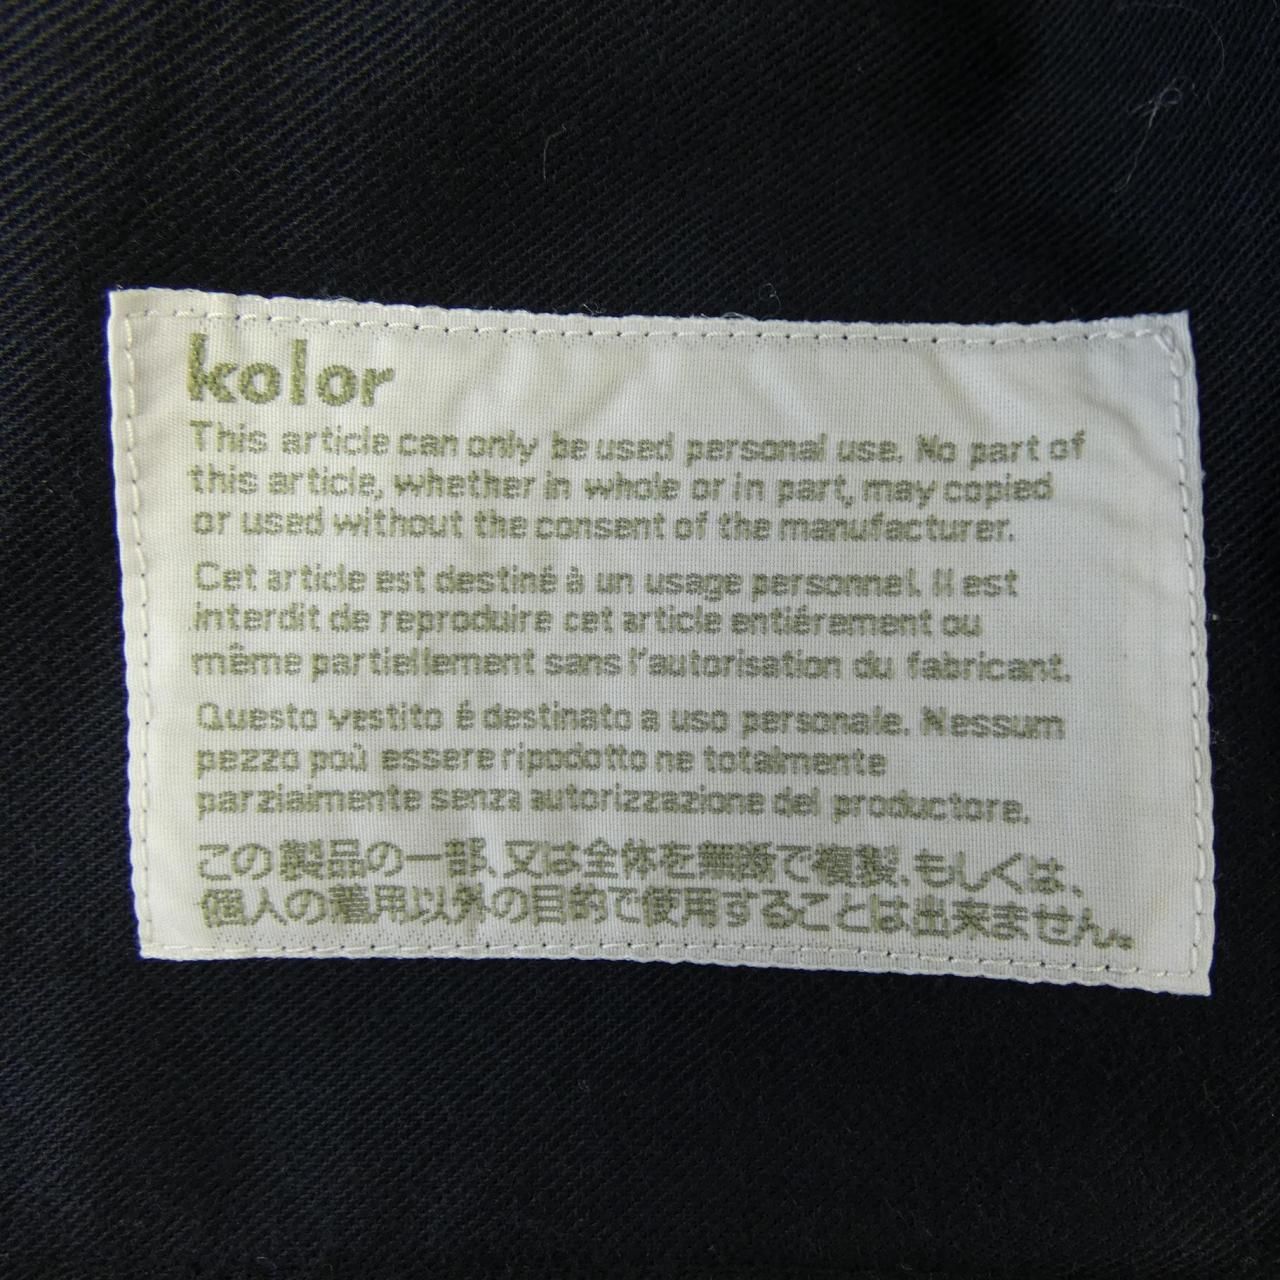 kolor
This article can only be used personal use. No part of
this article, whether in whole or in part, may copied
or used without the consent of the manufacturer.
Cet article est destiné à un usage personnel. Il est
interdit de reproduire cet article entiérement ou
même partiellement sans l'autorisation du fabricant.
Questo vestito é destinato a uso personale. Nessum
pezzo poù essere ripodotto ne totalmente
parzialmente senza autorizzazione del productore.
この製品の一部、又は全体を無断で複製、もしくは、
個人の着用以外の目的で使用することは出来ません。